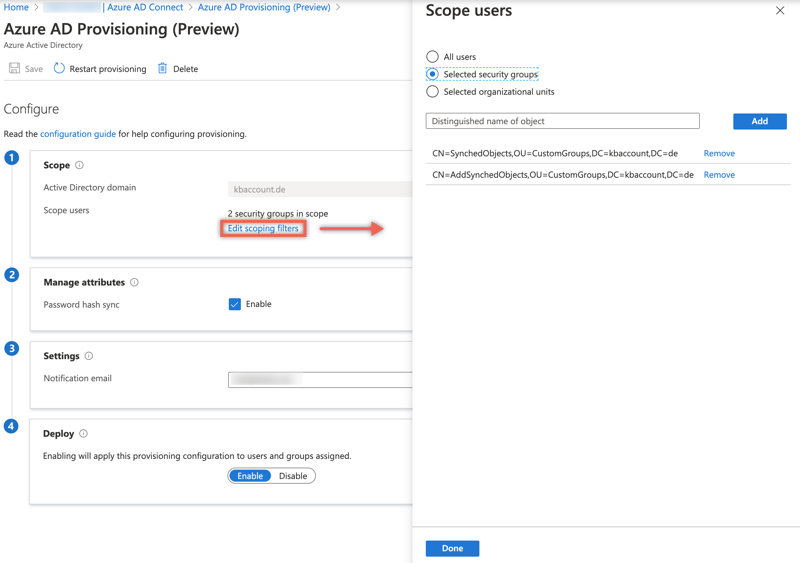 Home > | Azure AD Connect > Azure AD Provisioning (Preview) >
Azure AD Provisioning (Preview)
Azure Active Directory
Save Restart provisioning Delete
Configure
Read the configuration guide for help configuring provisioning.
1
Scope
Active Directory domain
kbaccount.de
Scope users
2 security groups in scope
Edit scoping filters
2
Manage attributes
Password hash sync
Enable
3
Settings
Notification email
4
Deploy
Enabling will apply this provisioning configuration to users and groups assigned.
Enable Disable
Scope users
All users
Selected security groups
Selected organizational units
Distinguished name of object
Add
CN=SynchedObjects,OU=CustomGroups,DC=kbaccount,DC=de Remove
CN=AddSynchedObjects,OU=CustomGroups,DC=kbaccount,DC=de Remove
Done